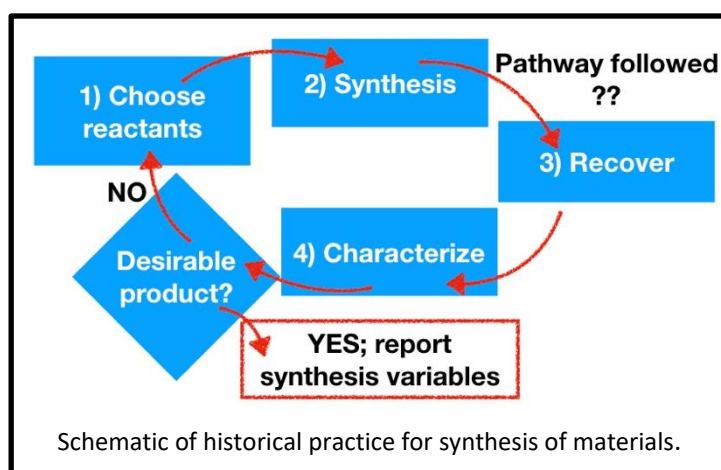 1) Choose
reactants
2) Synthesis
Pathway followed
??
3) Recover
4) Characterize
Desirable
product?
NO
YES; report
synthesis variables
Schematic of historical practice for synthesis of materials.